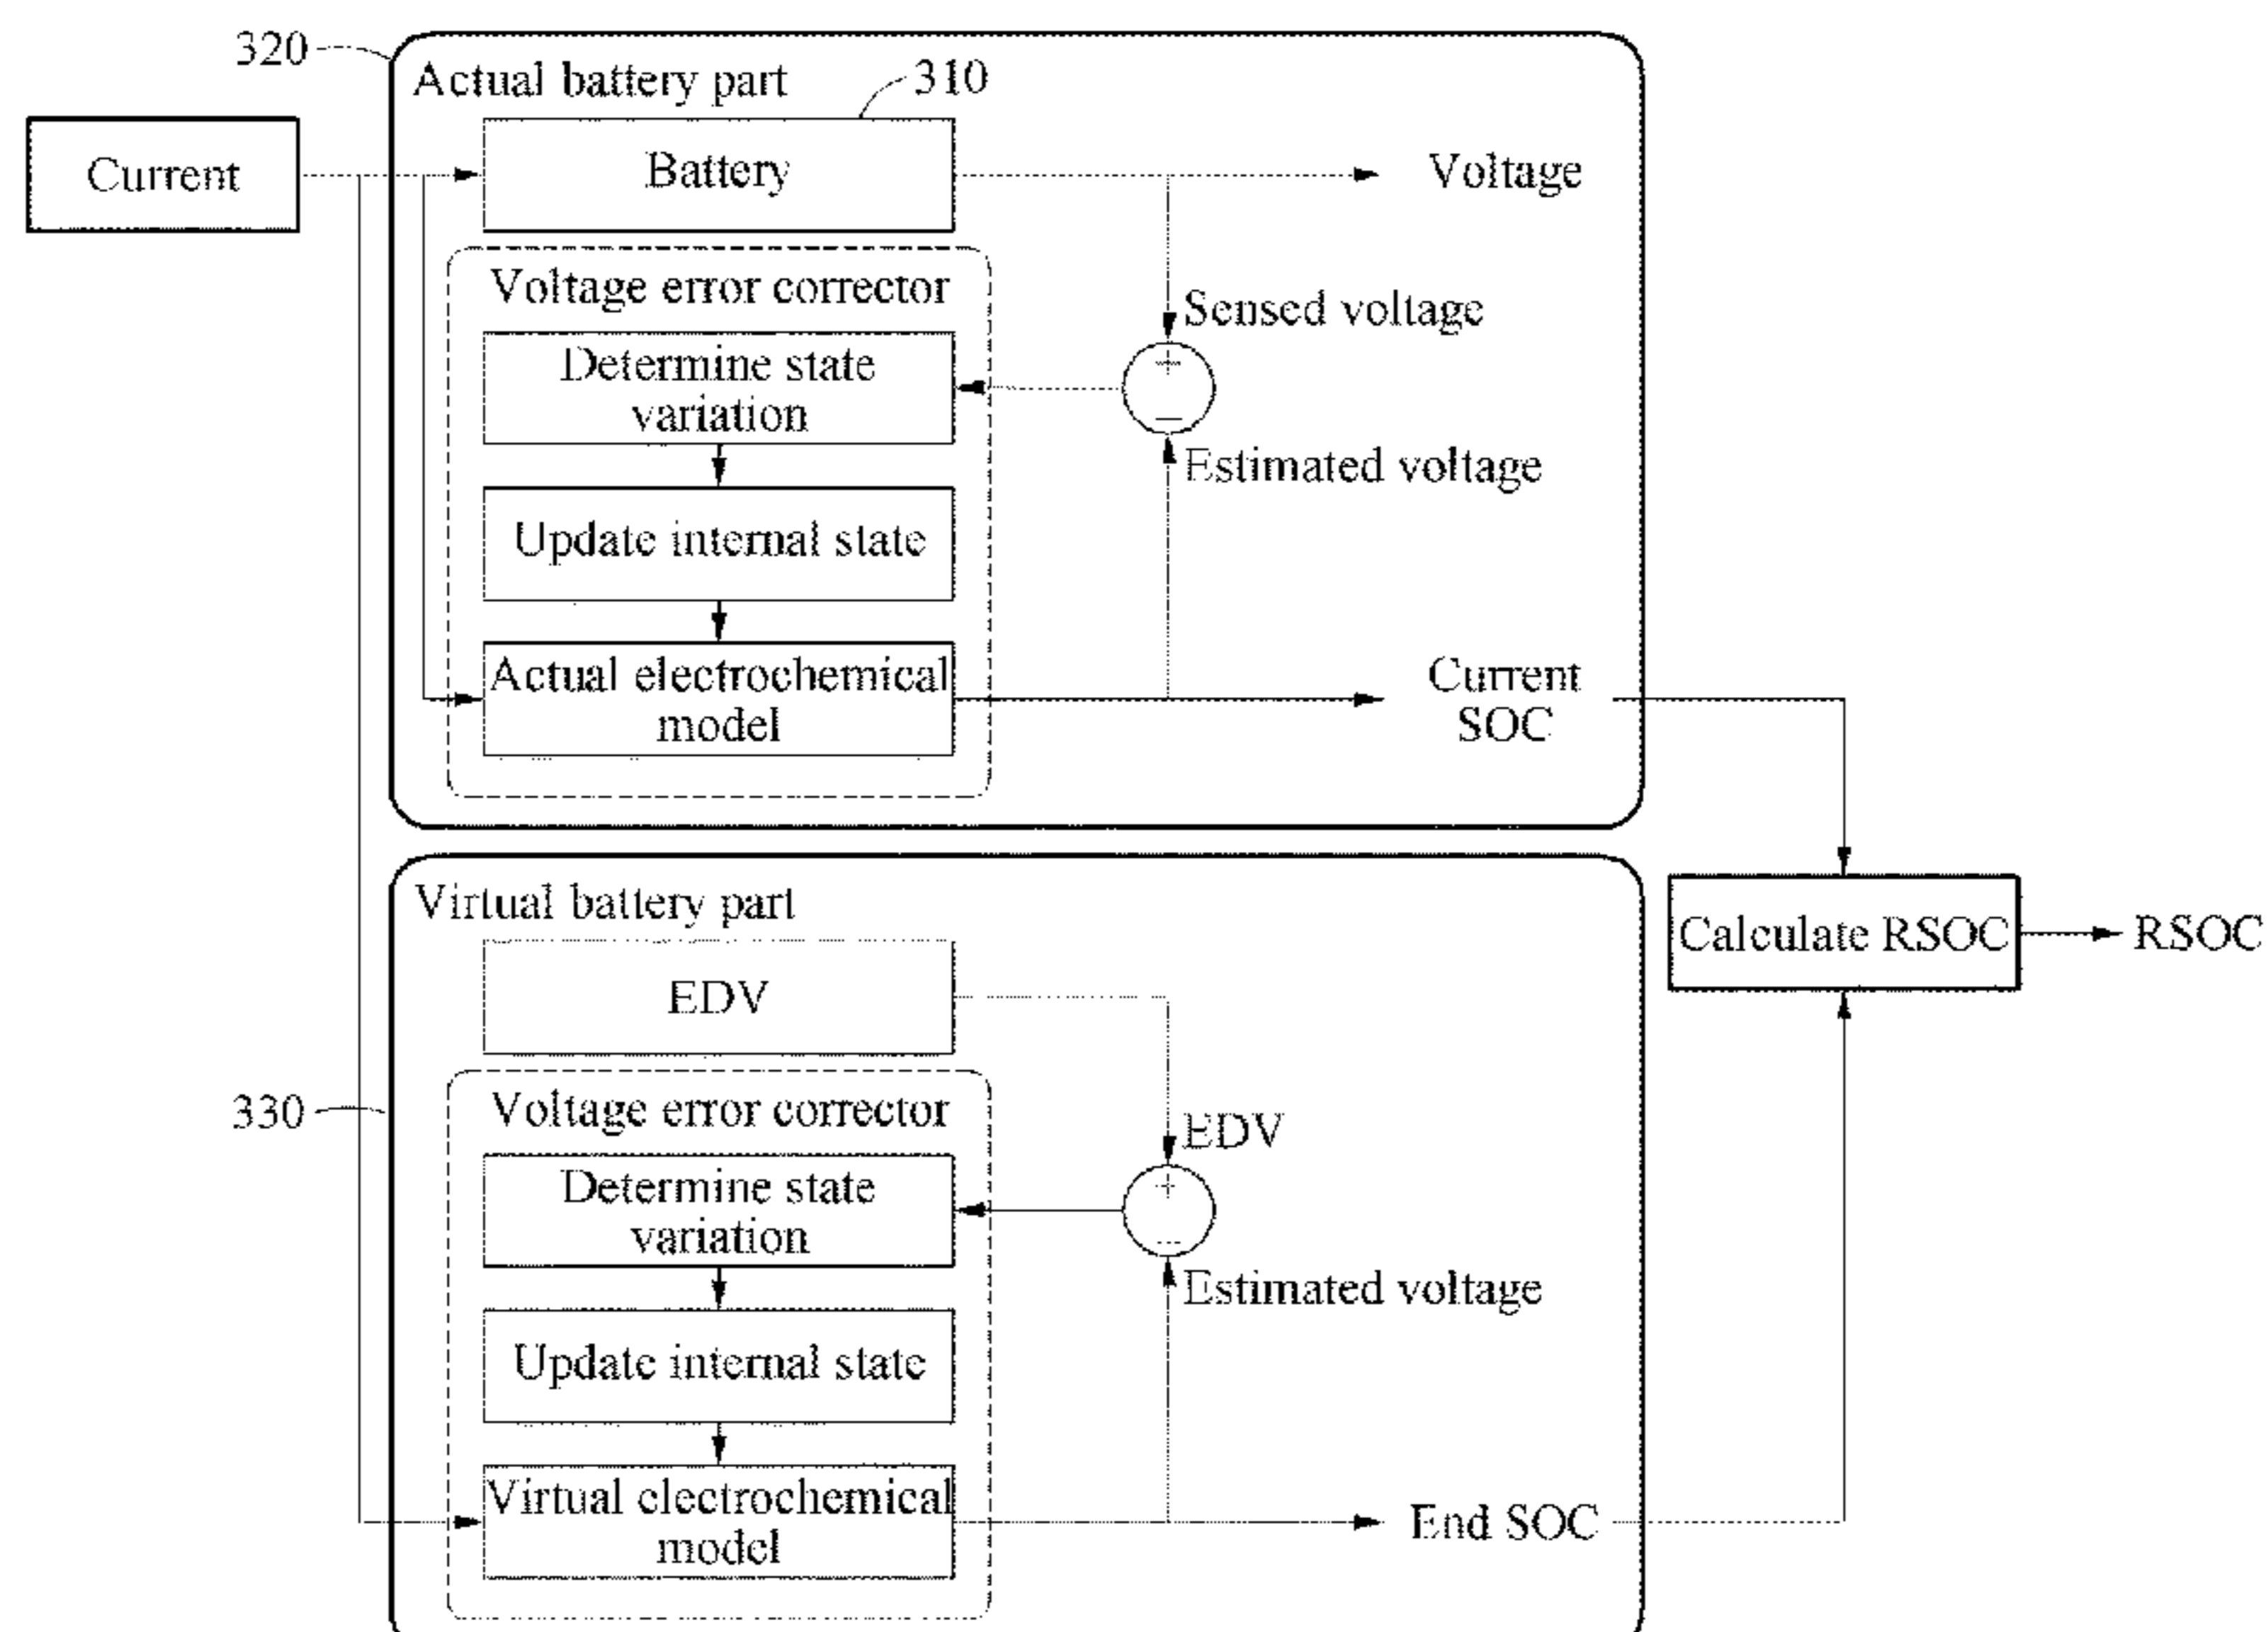 320
Actual battery part
310
Current
Battery
Voltage
Voltage error corrector
Sensed voltage
+
Determine state
variation
−
Estimated voltage
Update internal state
Actual electrochemical
model
Current
SOC
Virtual battery part
EDV
Calculate RSOC
RSOC
330
Voltage error corrector
EDV
+
Determine state
variation
−
Estimated voltage
Update internal state
Virtual electrochemical
model
End SOC